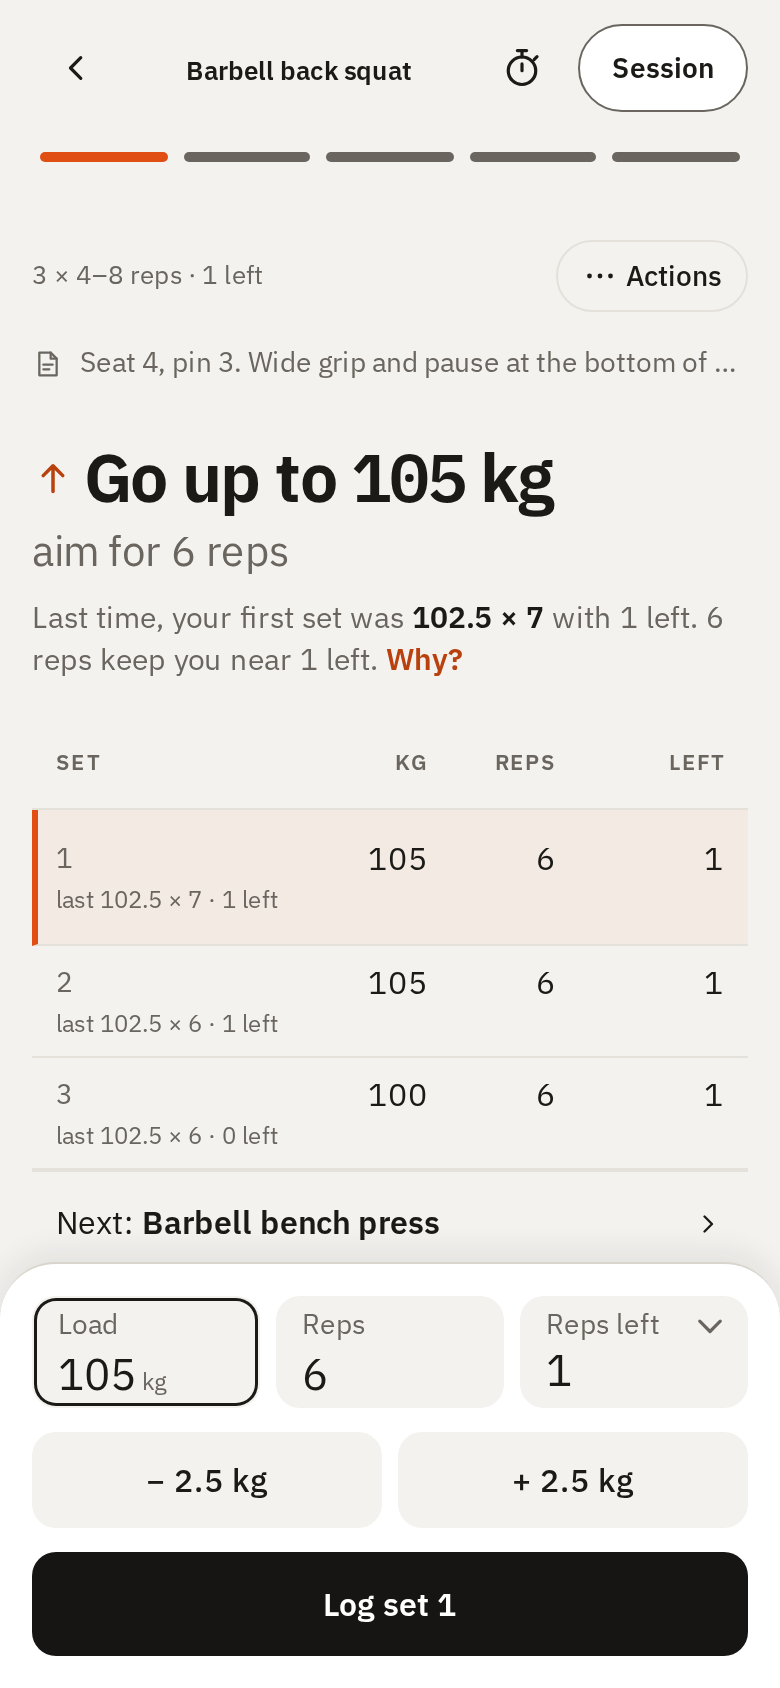 Barbell back squat
Session
3 × 4–8 reps · 1 left
··· Actions
Seat 4, pin 3. Wide grip and pause at the bottom of ...
↑ Go up to 105 kg
aim for 6 reps
Last time, your first set was 102.5 × 7 with 1 left. 6
reps keep you near 1 left. Why?
SET KG REPS LEFT
1 105 6 1
last 102.5 × 7 · 1 left
2 105 6 1
last 102.5 × 6 · 1 left
3 100 6 1
last 102.5 × 6 · 0 left
Next: Barbell bench press
Load Reps Reps left
105 kg 6 1
− 2.5 kg + 2.5 kg
Log set 1